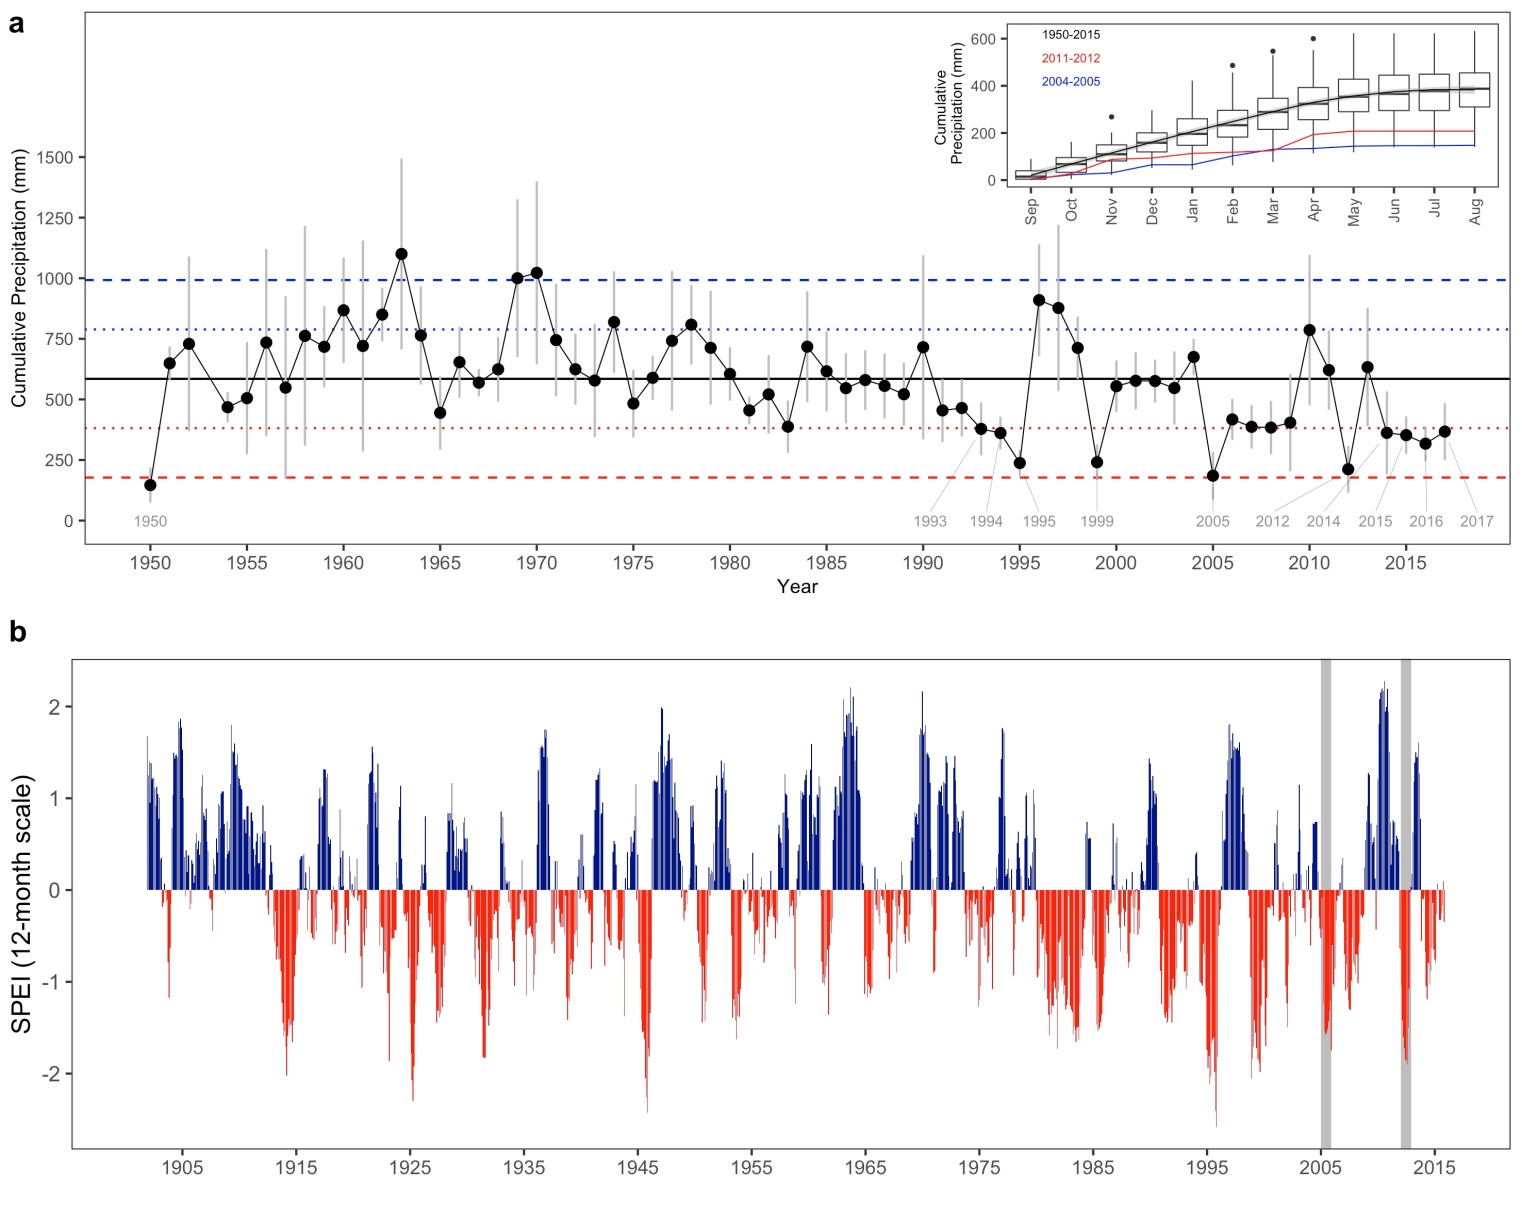 a
Cumulative Precipitation (mm)
1500
1250
1000
750
500
250
0
1950
1993
1994
1995
1999
2005
2012
2014
2015
2016
2017
1950
1955
1960
1965
1970
1975
1980
1985
1990
1995
2000
2005
2010
2015
Year
Cumulative
Precipitation (mm)
600
400
200
0
1950-2015
2011-2012
2004-2005
Sep
Oct
Nov
Dec
Jan
Feb
Mar
Apr
May
Jun
Jul
Aug
b
SPEI (12-month scale)
2
1
0
-1
-2
1905
1915
1925
1935
1945
1955
1965
1975
1985
1995
2005
2015